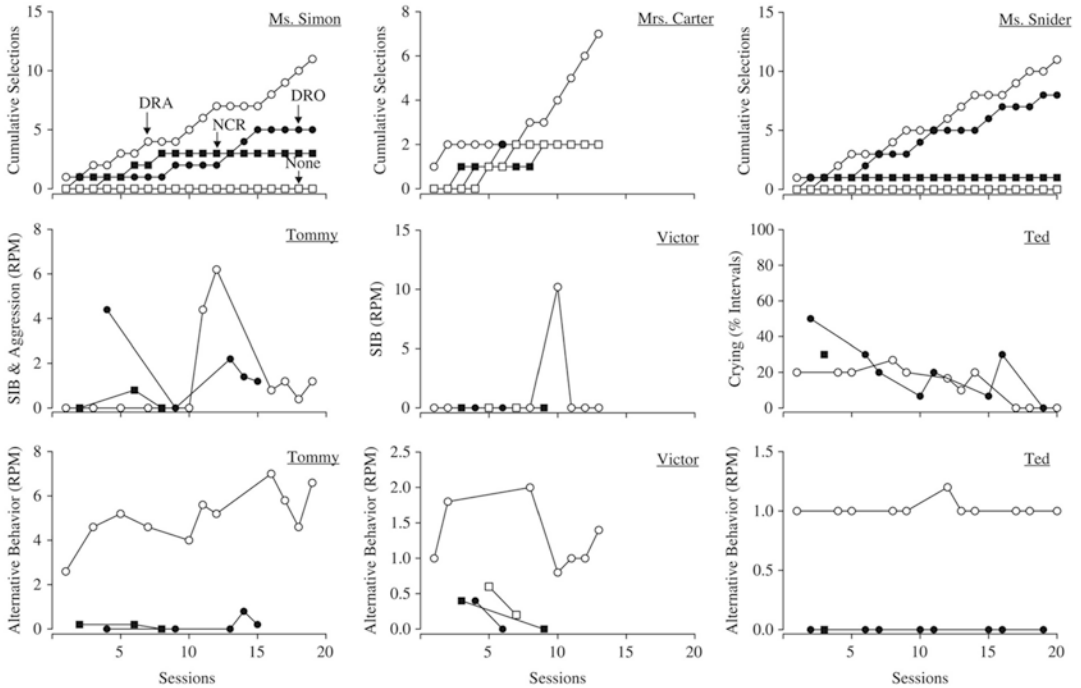 Ms. Simon
Cumulative Selections
15
10
5
0
DRA
NCR
DRO
None
Mrs. Carter
Cumulative Selections
8
6
4
2
0
Ms. Snider
Cumulative Selections
15
10
5
0
Tommy
SIB & Aggression (RPM)
8
6
4
2
0
Victor
SIB (RPM)
15
10
5
0
Ted
Crying (% Intervals)
100
80
60
40
20
0
Tommy
Alternative Behavior (RPM)
8
6
4
2
0
5 10 15 20
Sessions
Victor
Alternative Behavior (RPM)
2.5
2.0
1.5
1.0
0.5
0.0
5 10 15 20
Sessions
Ted
Alternative Behavior (RPM)
1.5
1.0
0.5
0.0
5 10 15 20
Sessions